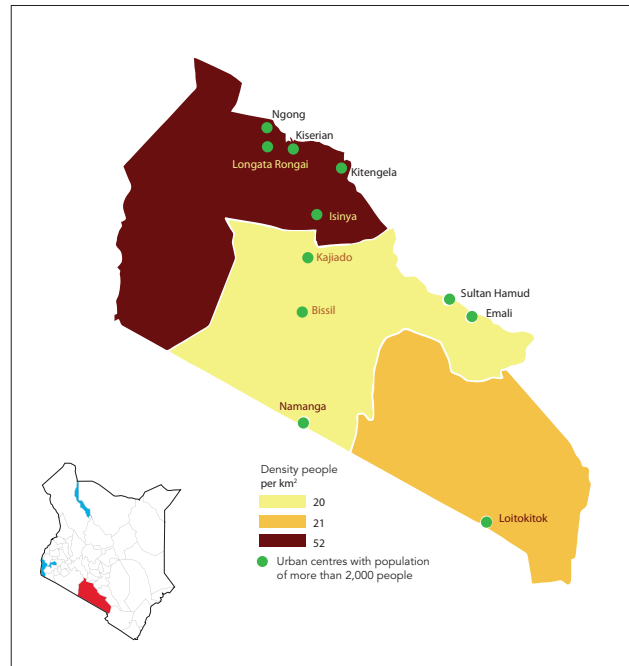 Ngong
Kiserian
Longata Rongai
Kitengela
Isinya
Kajiado
Sultan Hamud
Bissil
Emali
Namanga
Loitokitok
Density people
per km²
20
21
52
Urban centres with population
of more than 2,000 people